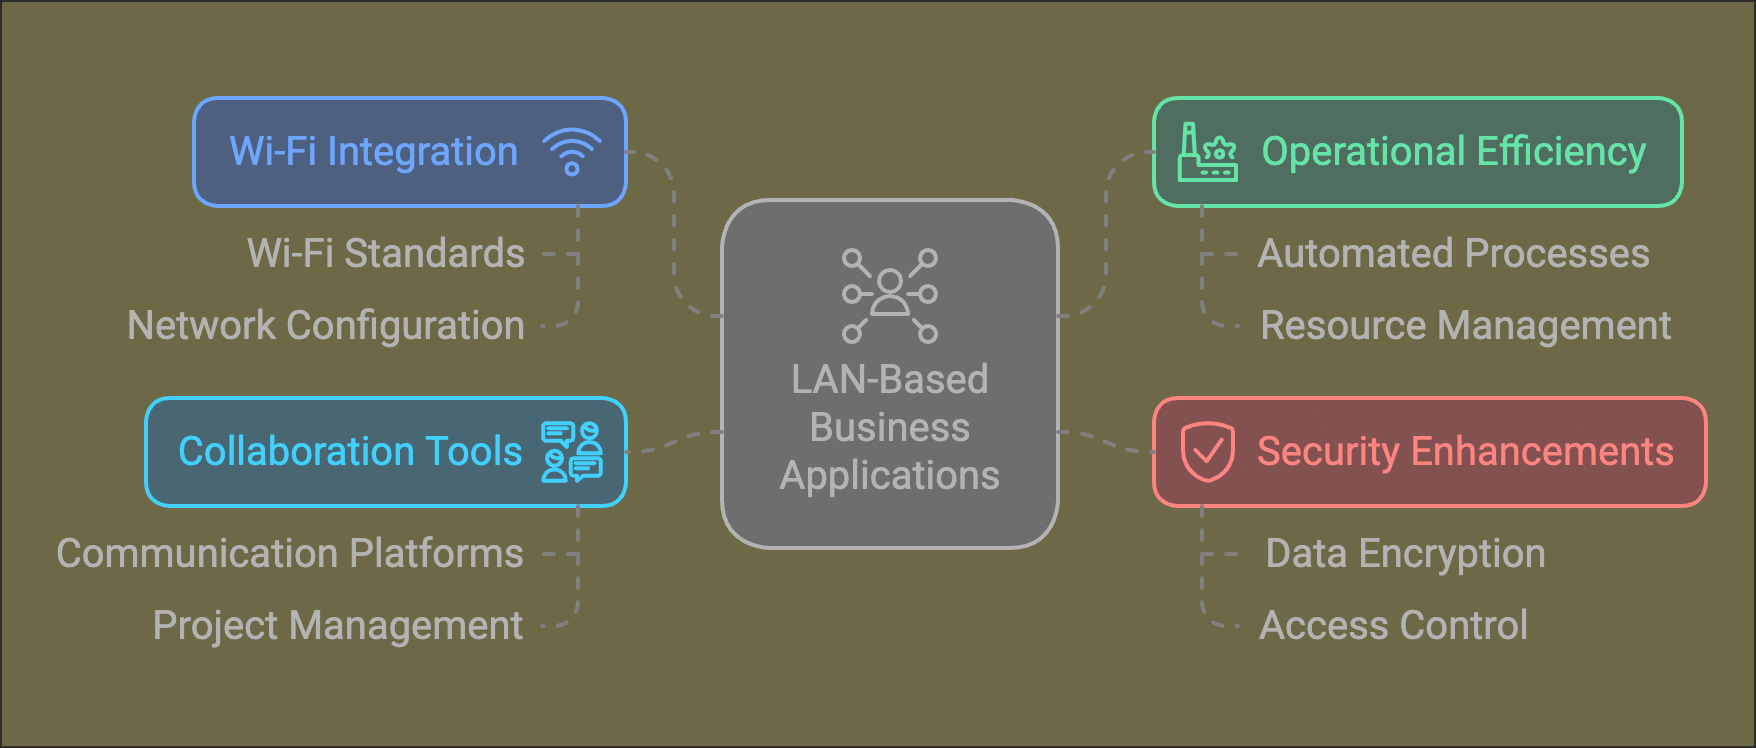 Wi-Fi Integration
Wi-Fi Standards
Network Configuration
Collaboration Tools
Communication Platforms
Project Management
LAN-Based
Business
Applications
Operational Efficiency
Automated Processes
Resource Management
Security Enhancements
Data Encryption
Access Control